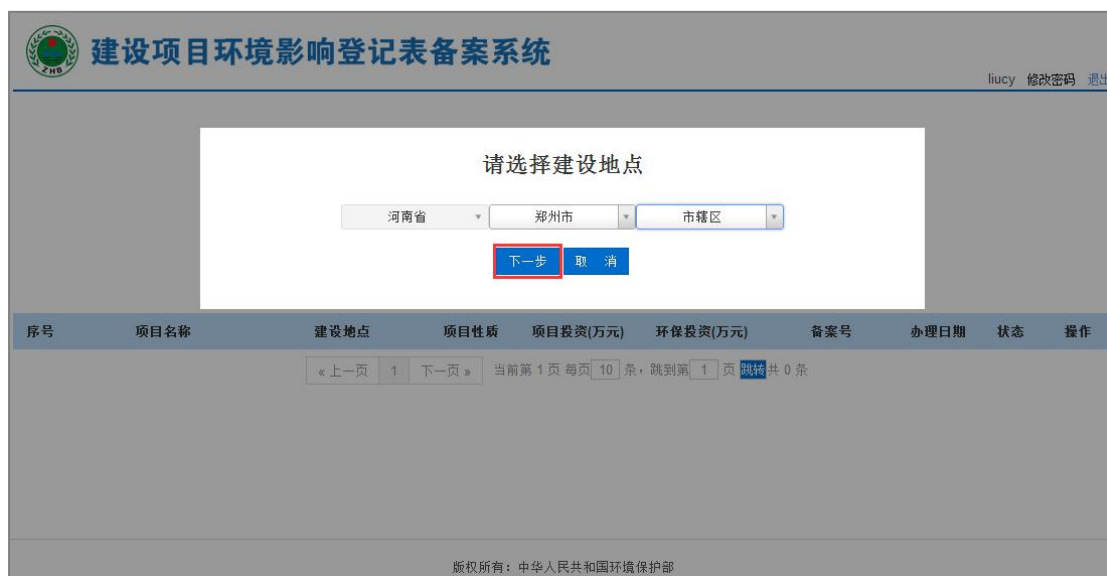 建设项目环境影响登记表备案系统
ZHB
liucy 修改密码 退出
请选择建设地点
河南省 郑州市 市辖区
下一步 取 消
序号 项目名称 建设地点 项目性质 项目投资(万元) 环保投资(万元) 备案号 办理日期 状态 操作
«上一页 1 下一页» 当前第 1 页 每页 10 条，跳到第 1 页 跳转 共 0 条
版权所有：中华人民共和国环境保护部